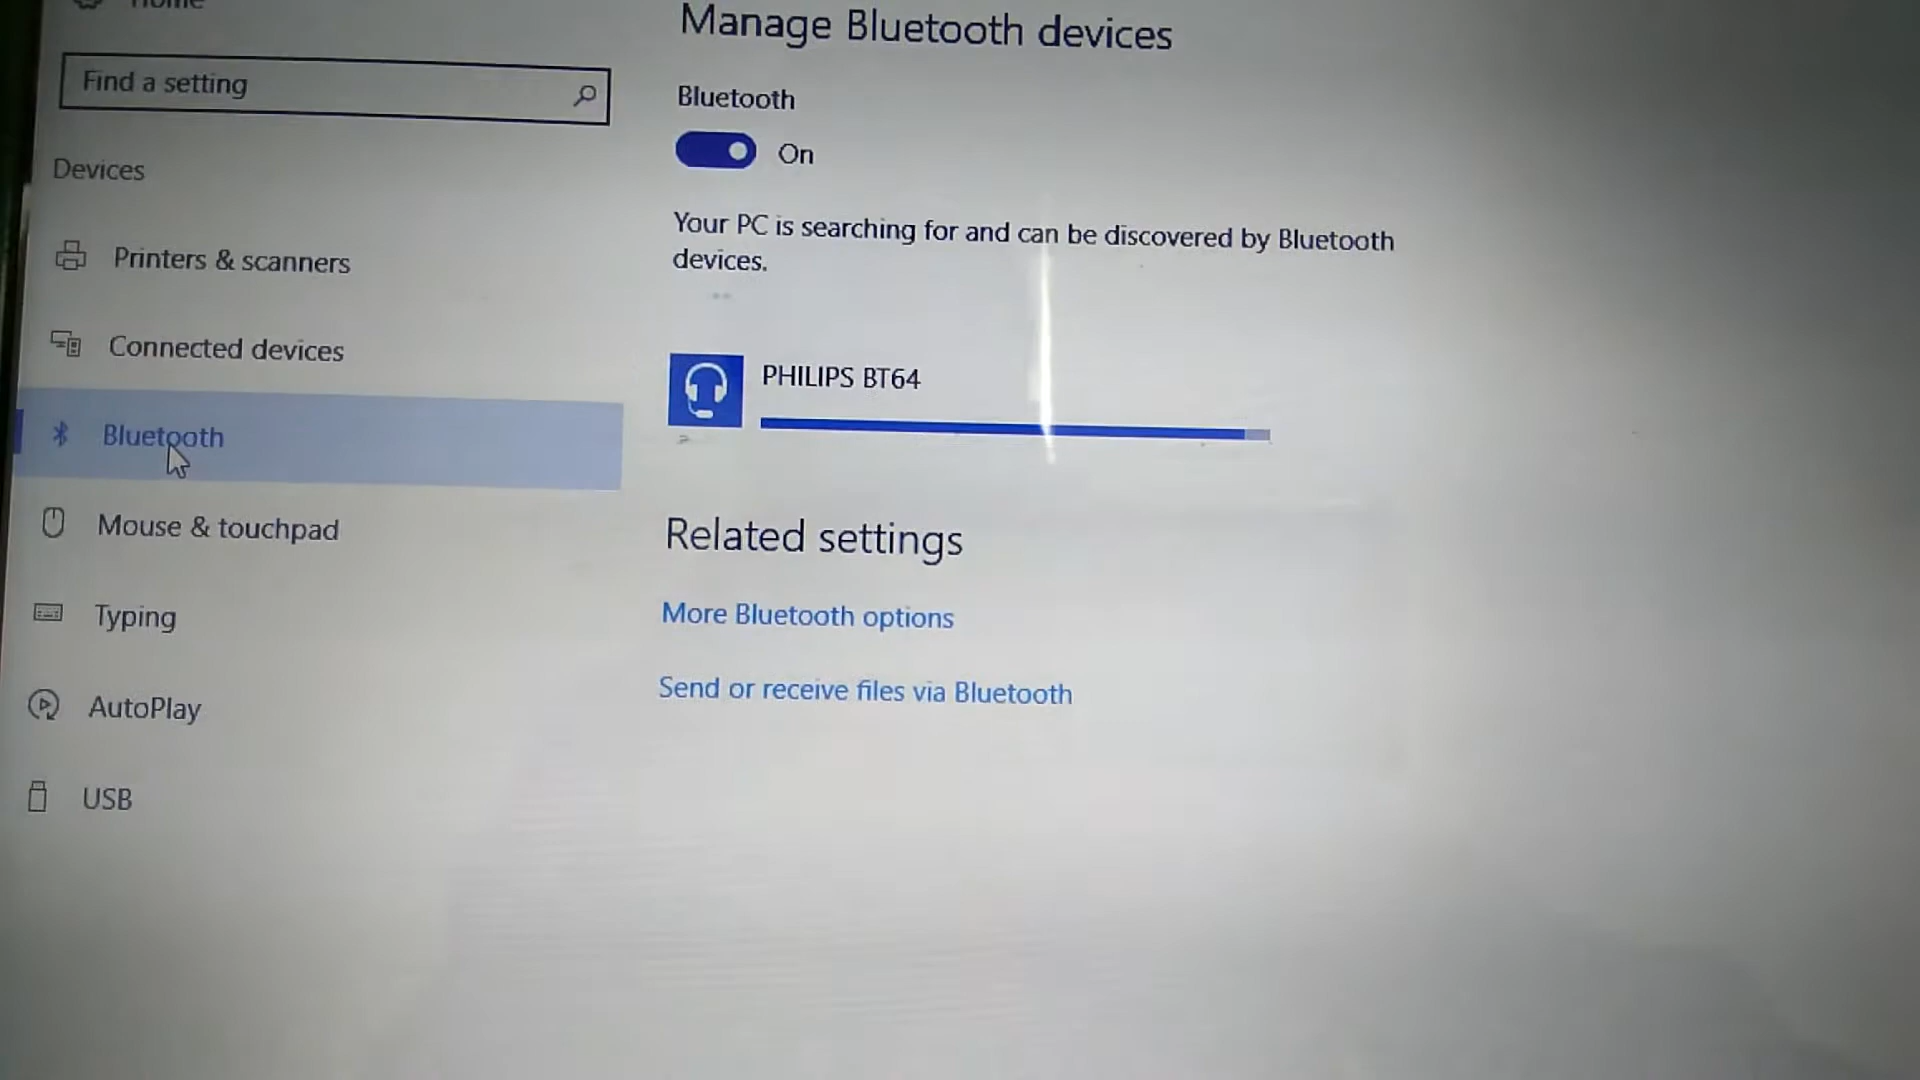 Home
Find a setting
Devices
Printers & scanners
Connected devices
Bluetooth
Mouse & touchpad
Typing
AutoPlay
USB
Manage Bluetooth devices
Bluetooth
On
Your PC is searching for and can be discovered by Bluetooth
devices.
PHILIPS BT64
Related settings
More Bluetooth options
Send or receive files via Bluetooth